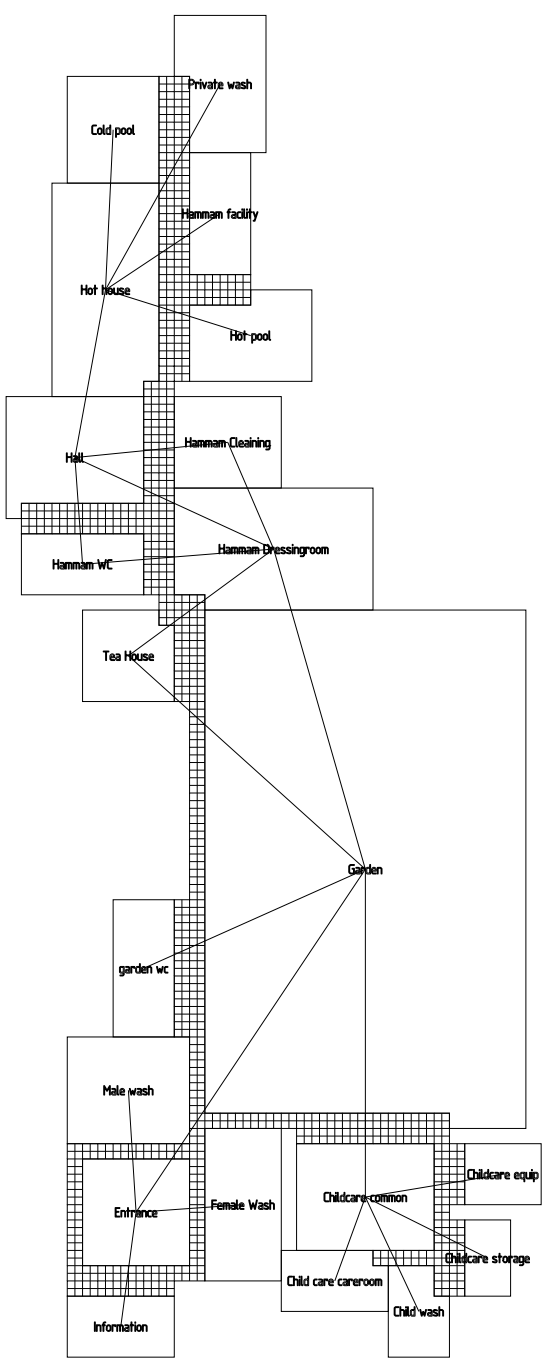 Private wash
Cold pool
Hammam facility
Hot house
Hot pool
Hammam Cleaining
Hall
Hammam Dressingroom
Hammam WC
Tea House
Garden
garden wc
Male wash
Childcare equip
Childcare common
Female Wash
Entrance
Childcare storage
Child care careroom
Child wash
Information